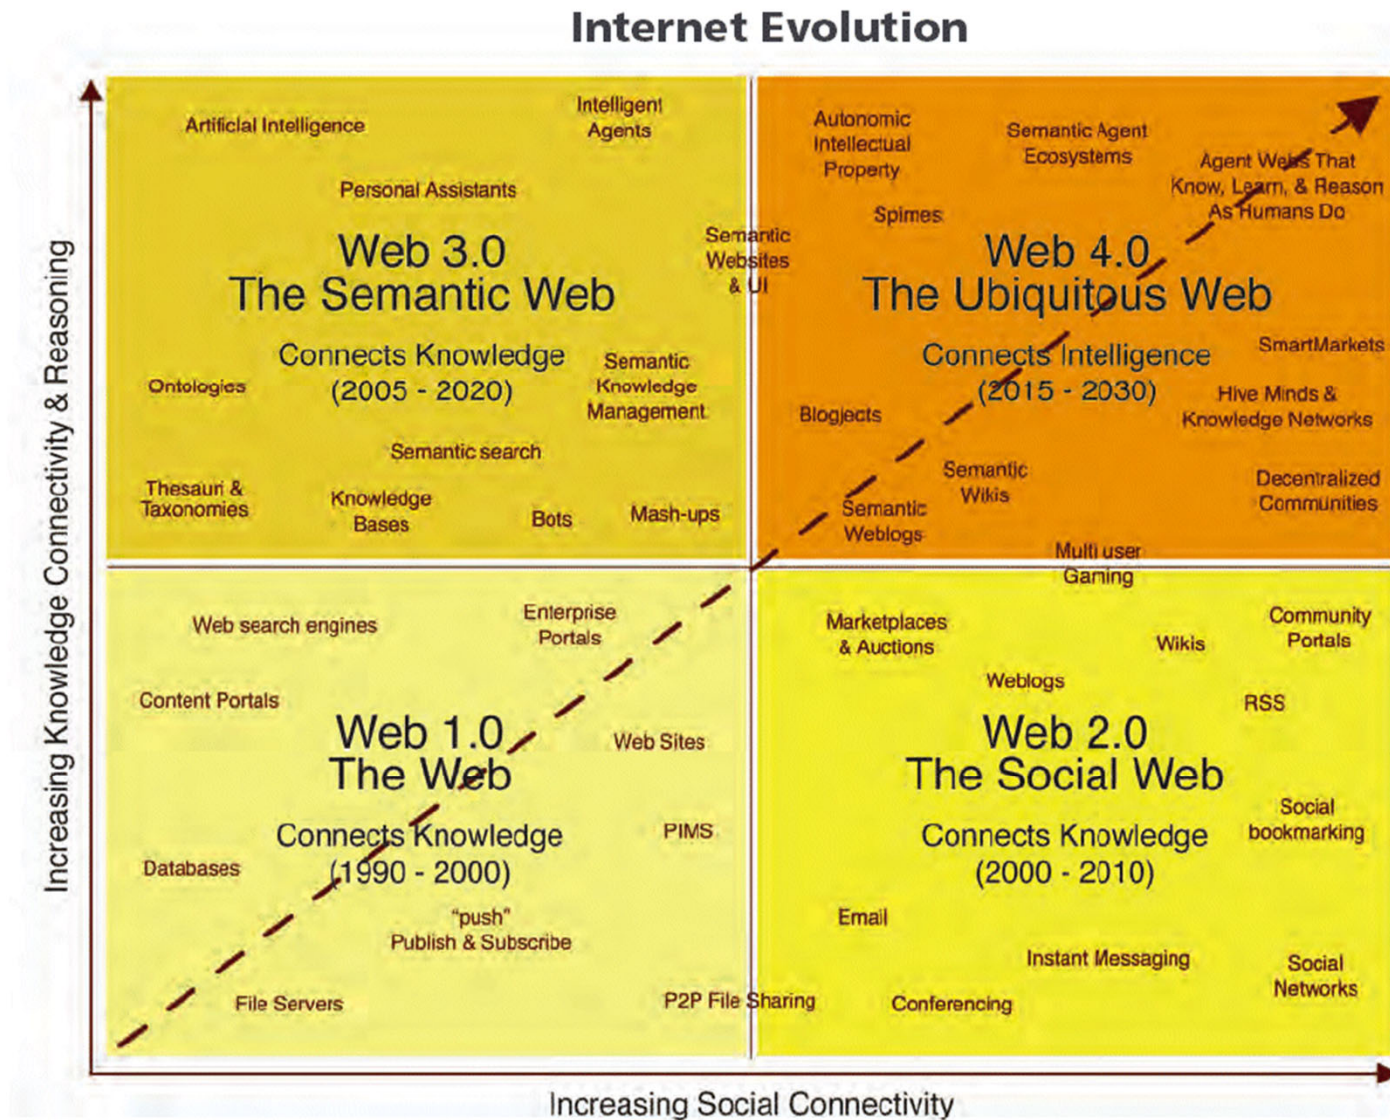 Internet Evolution
Increasing Knowledge Connectivity & Reasoning
Artificial Intelligence
Intelligent
Agents
Personal Assistants
Semantic
Websites
& UI
Web 3.0
The Semantic Web
Connects Knowledge
(2005 - 2020)
Ontologies
Semantic
Knowledge
Management
Semantic search
Thesauri &
Taxonomies
Knowledge
Bases
Bots
Mash-ups
Autonomic
Intellectual
Property
Semantic Agent
Ecosystems
Agent Webs That
Know, Learn, & Reason
As Humans Do
Spimes
Web 4.0
The Ubiquitous Web
Connects Intelligence
(2015 - 2030)
SmartMarkets
Blogjects
Hive Minds &
Knowledge Networks
Semantic
Wikis
Semantic
Weblogs
Decentralized
Communities
Multi user
Gaming
Web search engines
Enterprise
Portals
Content Portals
Web 1.0
The Web
Web Sites
Connects Knowledge
(1990 - 2000)
PIMS
Databases
“push”
Publish & Subscribe
File Servers
P2P File Sharing
Marketplaces
& Auctions
Wikis
Community
Portals
Weblogs
RSS
Web 2.0
The Social Web
Connects Knowledge
(2000 - 2010)
Social
bookmarking
Email
Instant Messaging
Social
Networks
Conferencing
Increasing Social Connectivity